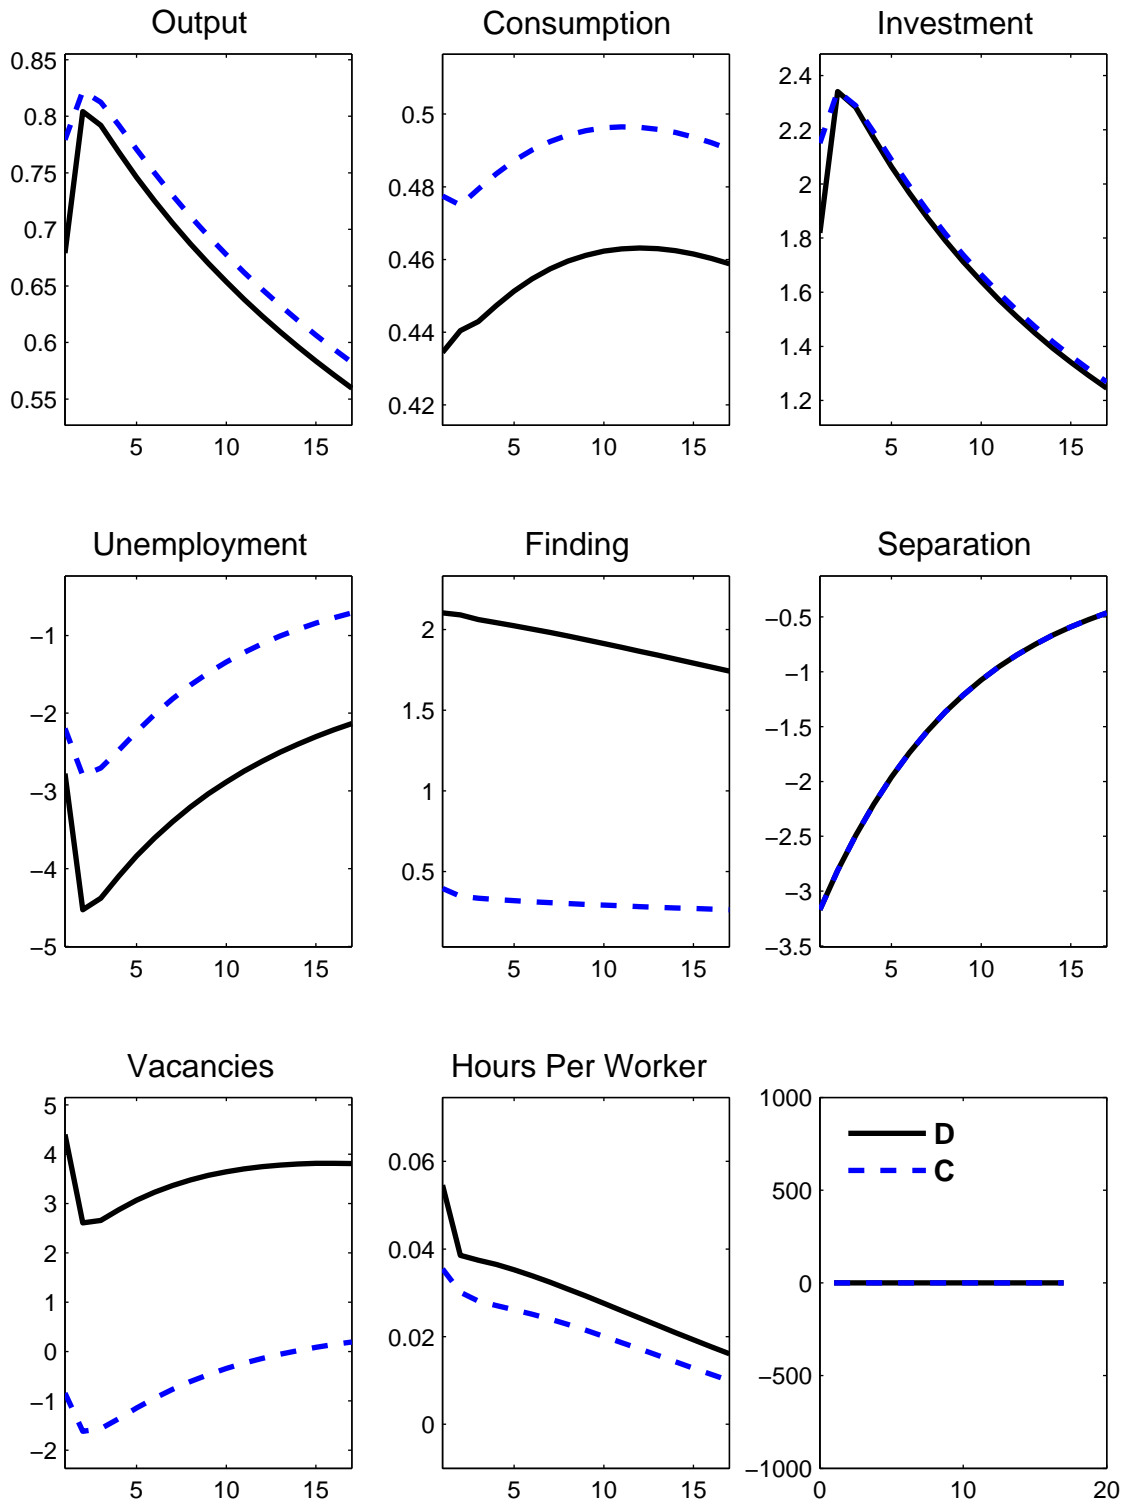 Output
Consumption
Investment
0.85
0.8
0.75
0.7
0.65
0.6
0.55
5 10 15
0.5
0.48
0.46
0.44
0.42
5 10 15
2.4
2.2
2
1.8
1.6
1.4
1.2
5 10 15
Unemployment
Finding
Separation
−1
−2
−3
−4
−5
5 10 15
2
1.5
1
0.5
5 10 15
−0.5
−1
−1.5
−2
−2.5
−3
−3.5
5 10 15
Vacancies
Hours Per Worker
5
4
3
2
1
0
−1
−2
5 10 15
0.06
0.04
0.02
0
5 10 15
1000
500
0
−500
−1000
0 10 20
D
C